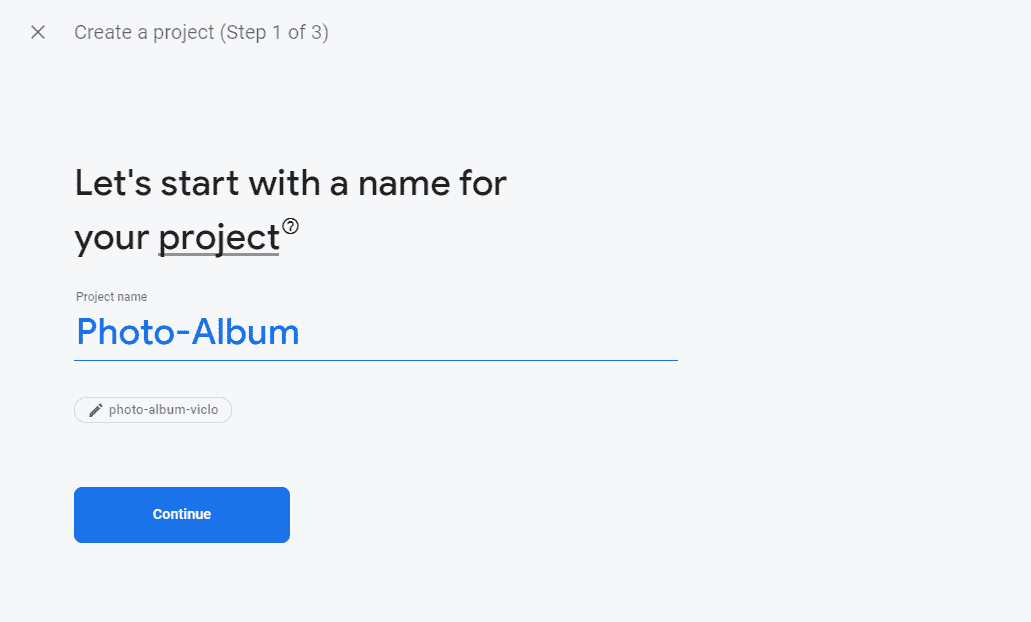 Create a project (Step 1 of 3)
Let's start with a name for
your project
Project name
Photo-Album
photo-album-viclo
Continue